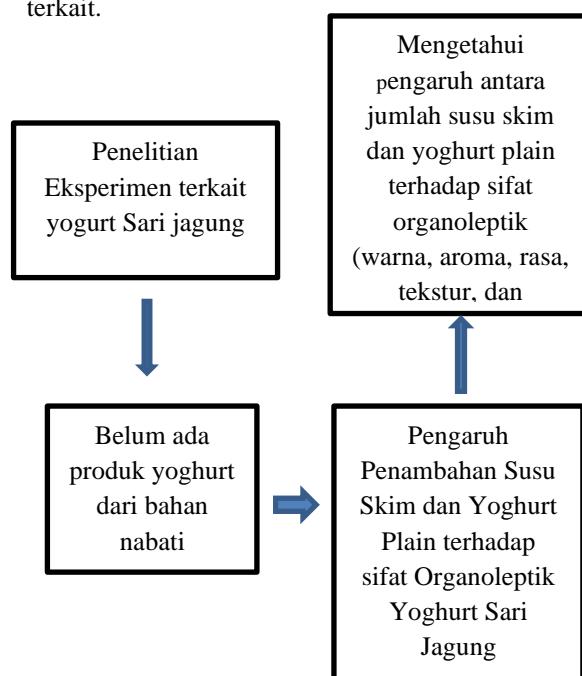 terkait.
Penelitian
Eksperimen terkait
yogurt Sari jagung
Belum ada
produk yoghurt
dari bahan
nabati
Pengaruh
Penambahan Susu
Skim dan Yoghurt
Plain terhadap
sifat Organoleptik
Yoghurt Sari
Jagung
Mengetahui
pengaruh antara
jumlah susu skim
dan yoghurt plain
terhadap sifat
organoleptik
(warna, aroma, rasa,
tekstur, dan